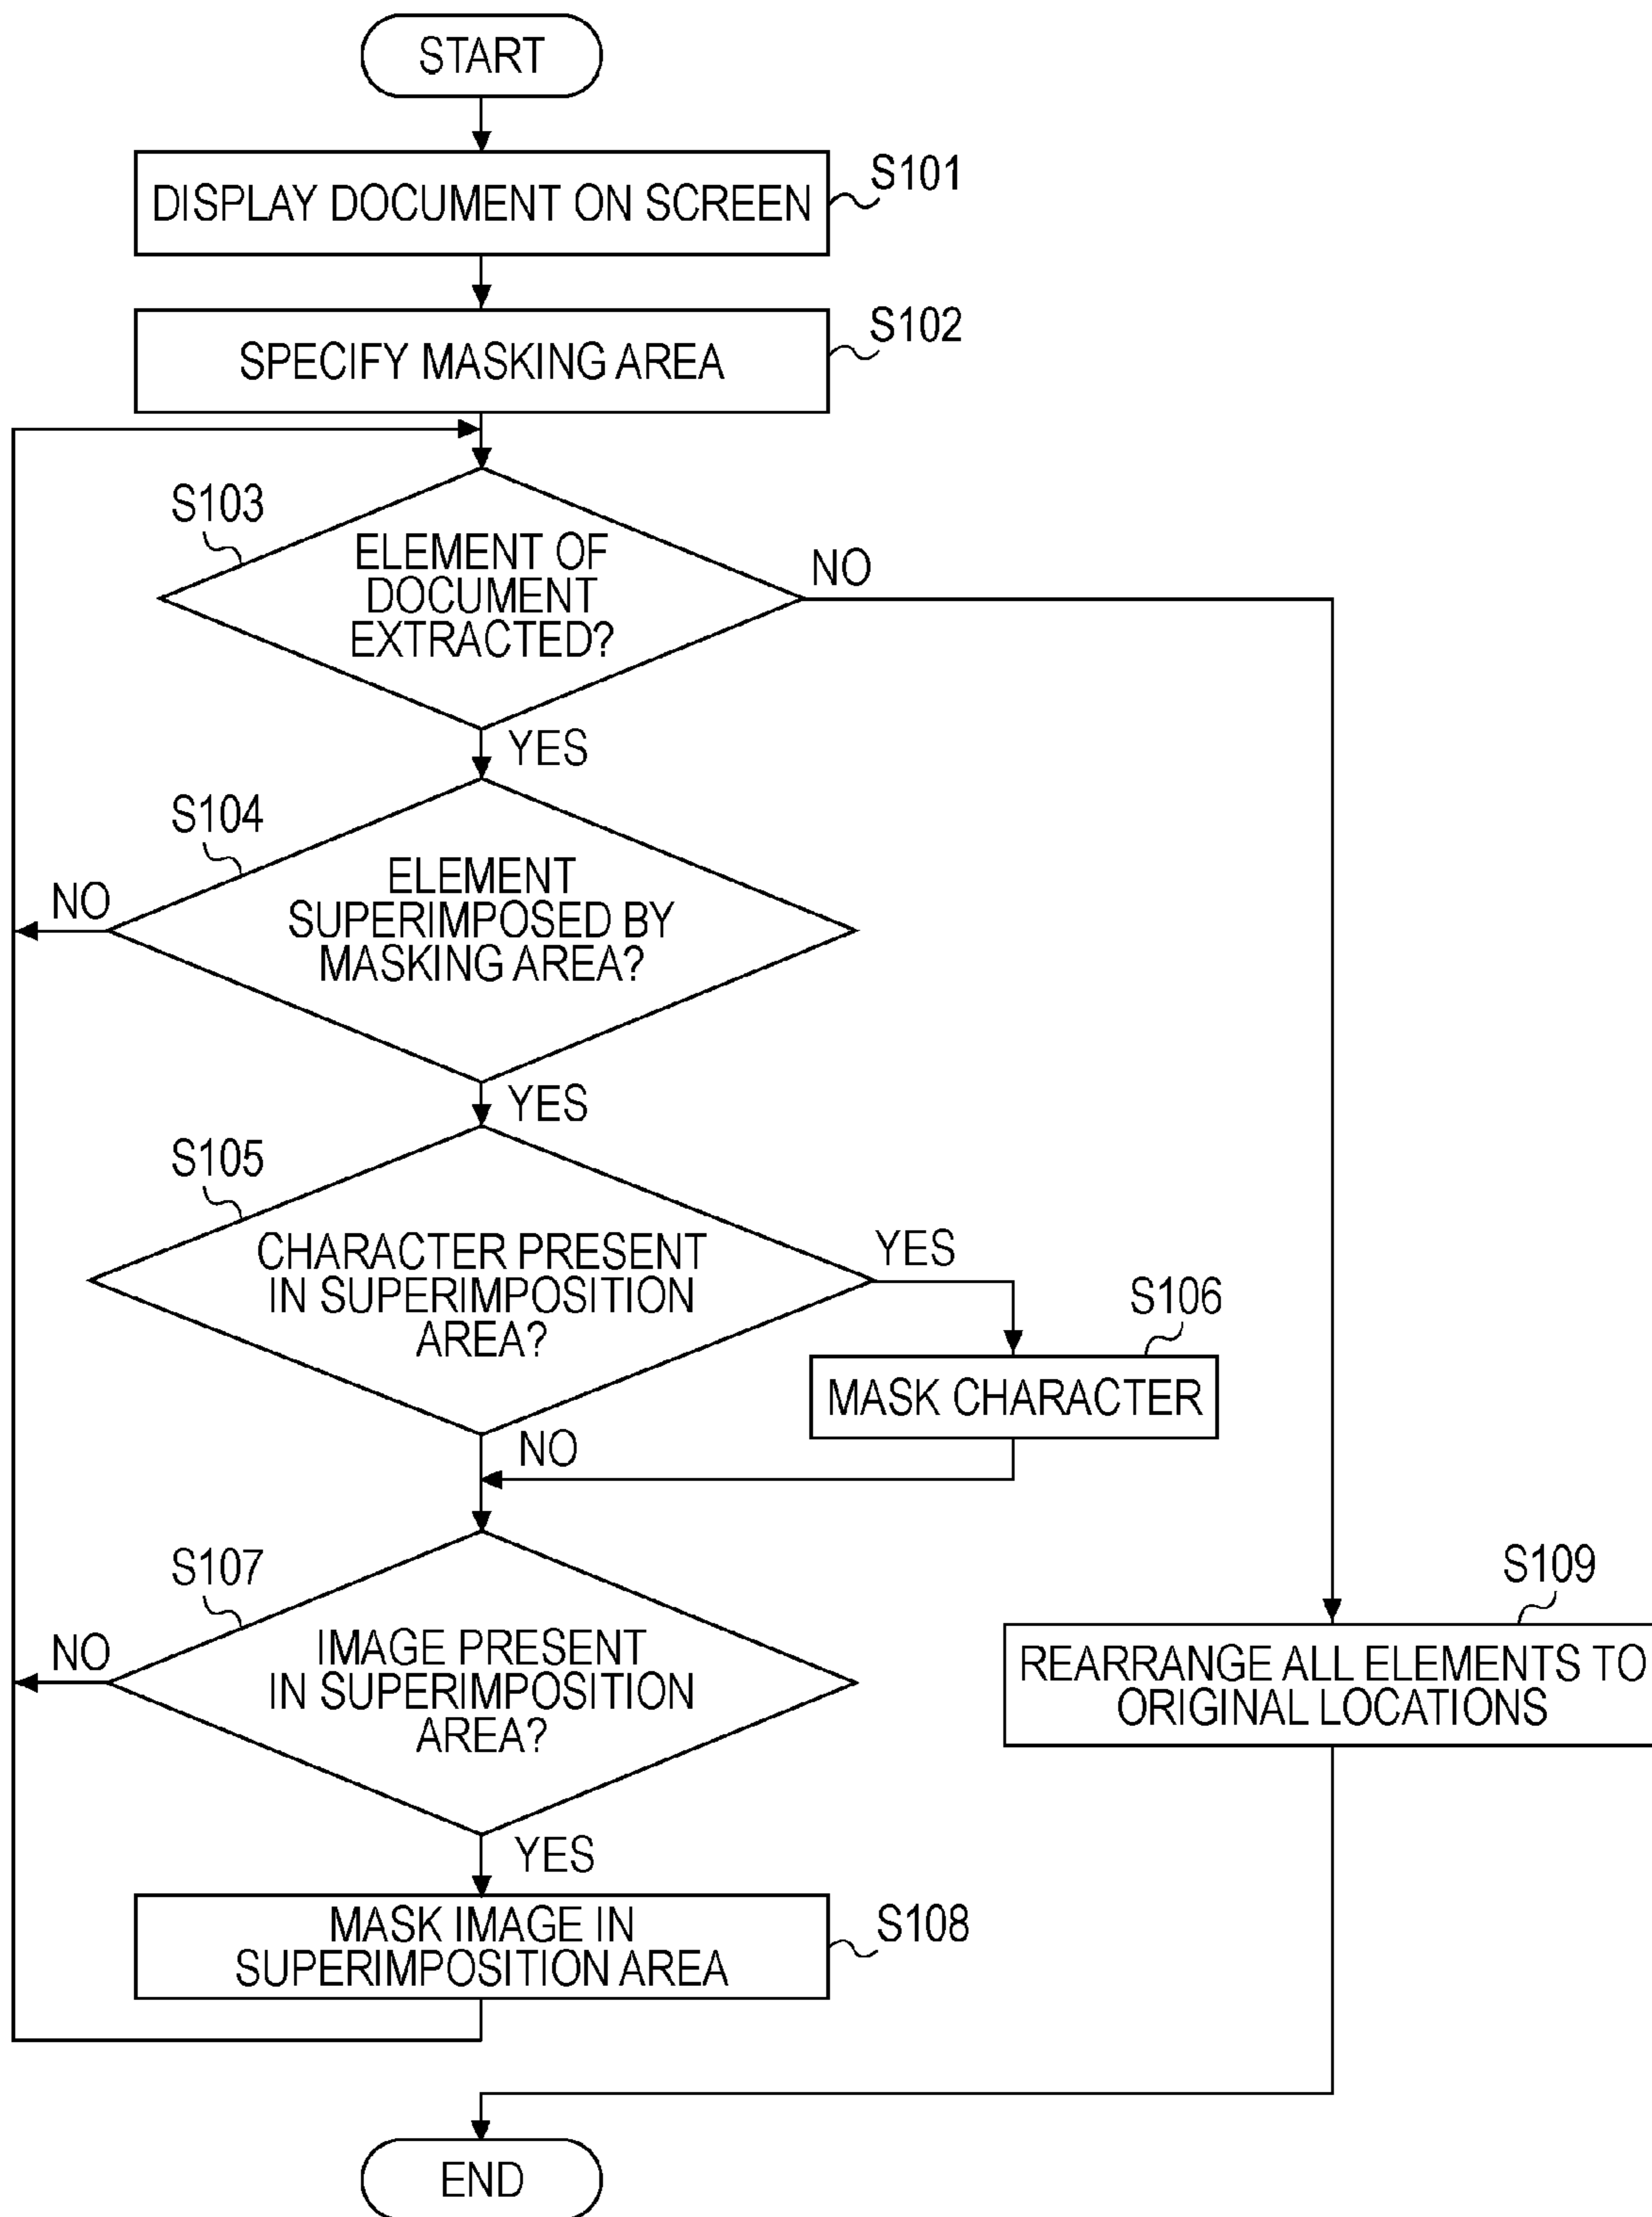 START
DISPLAY DOCUMENT ON SCREEN
S101
SPECIFY MASKING AREA
S102
S103
ELEMENT OF
DOCUMENT
EXTRACTED?
NO
YES
S104
ELEMENT
SUPERIMPOSED BY
MASKING AREA?
NO
YES
S105
CHARACTER PRESENT
IN SUPERIMPOSITION
AREA?
YES
S106
MASK CHARACTER
NO
S107
IMAGE PRESENT
IN SUPERIMPOSITION
AREA?
NO
YES
S109
REARRANGE ALL ELEMENTS TO
ORIGINAL LOCATIONS
MASK IMAGE IN
SUPERIMPOSITION AREA
S108
END